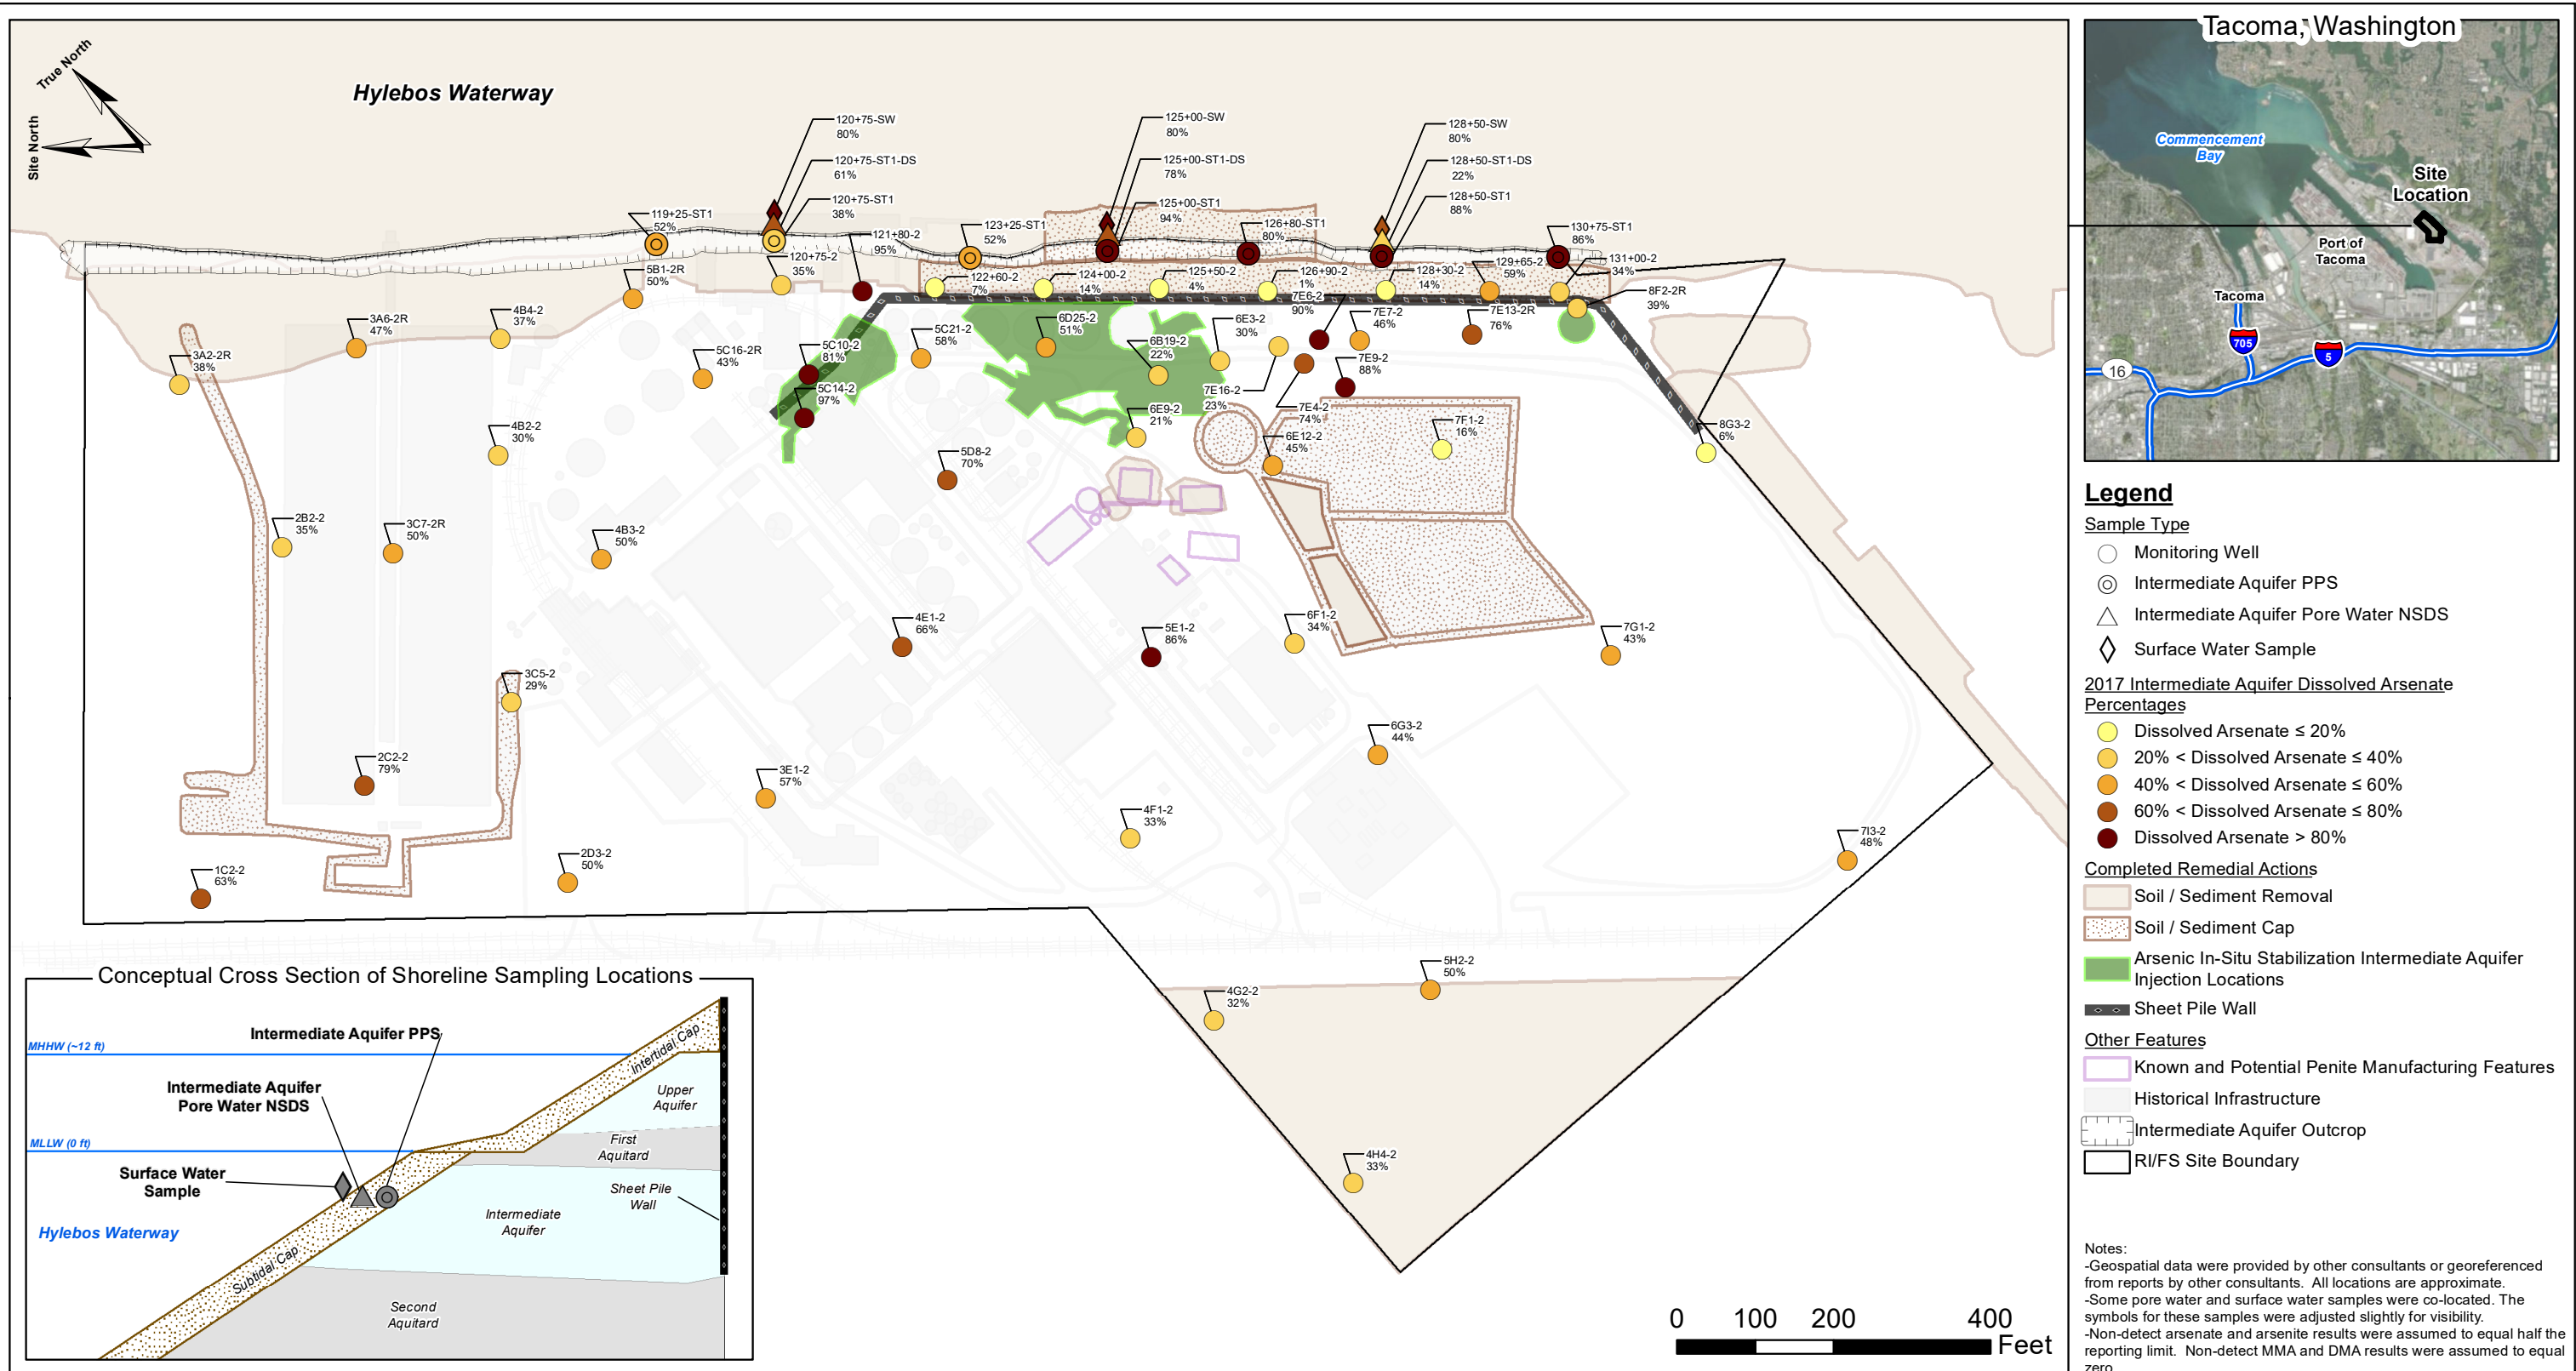 True North
Site North
Hylebos Waterway
120+75-SW
80%
120+75-ST1-DS
61%
120+75-ST1
38%
125+00-SW
80%
125+00-ST1-DS
78%
125+00-ST1
94%
128+50-SW
80%
128+50-ST1-DS
22%
128+50-ST1
88%
119+25-ST1
52%
121+80-2
95%
123+25-ST1
52%
126+80-ST1
80%
130+75-ST1
86%
5B1-2R
50%
120+75-2
35%
122+60-2
7%
124+00-2
14%
125+50-2
4%
126+90-2
1%
128+30-2
14%
129+65-2
59%
131+00-2
34%
8F2-2R
39%
3A2-2R
38%
3A6-2R
47%
4B4-2
37%
5C16-2R
43%
5C10-2
81%
5C14-2
97%
5C21-2
58%
6D25-2
51%
6B19-2
22%
6E3-2
30%
7E6-2
90%
7E7-2
46%
7E13-2R
76%
7E9-2
88%
7E16-2
23%
7E4-2
74%
6E9-2
21%
6E12-2
45%
7F1-2
16%
8G3-2
6%
4B2-2
30%
5D8-2
70%
2B2-2
35%
3C7-2R
50%
4B3-2
50%
4E1-2
66%
5E1-2
86%
6F1-2
34%
7G1-2
43%
3C5-2
29%
6G3-2
44%
2C2-2
79%
3E1-2
57%
4F1-2
33%
7I3-2
48%
1C2-2
63%
2D3-2
50%
5H2-2
50%
4G2-2
32%
4H4-2
33%
Conceptual Cross Section of Shoreline Sampling Locations
MHHW (~12 ft)
Intermediate Aquifer PPS
Intertidal Cap
Intermediate Aquifer
Pore Water NSDS
Upper
Aquifer
MLLW (0 ft)
First
Aquitard
Surface Water
Sample
Sheet Pile
Wall
Intermediate
Aquifer
Hylebos Waterway
Subtidal Cap
Second
Aquitard
0 100 200 400
Feet
Tacoma, Washington
Commencement
Bay
Site
Location
Port of
Tacoma
Tacoma
705
5
16
Legend
Sample Type
Monitoring Well
Intermediate Aquifer PPS
Intermediate Aquifer Pore Water NSDS
Surface Water Sample
2017 Intermediate Aquifer Dissolved Arsenate
Percentages
Dissolved Arsenate ≤ 20%
20% < Dissolved Arsenate ≤ 40%
40% < Dissolved Arsenate ≤ 60%
60% < Dissolved Arsenate ≤ 80%
Dissolved Arsenate > 80%
Completed Remedial Actions
Soil / Sediment Removal
Soil / Sediment Cap
Arsenic In-Situ Stabilization Intermediate Aquifer
Injection Locations
Sheet Pile Wall
Other Features
Known and Potential Penite Manufacturing Features
Historical Infrastructure
Intermediate Aquifer Outcrop
RI/FS Site Boundary
Notes:
-Geospatial data were provided by other consultants or georeferenced
from reports by other consultants.  All locations are approximate.
-Some pore water and surface water samples were co-located. The
symbols for these samples were adjusted slightly for visibility.
-Non-detect arsenate and arsenite results were assumed to equal half the
reporting limit.  Non-detect MMA and DMA results were assumed to equal
zero